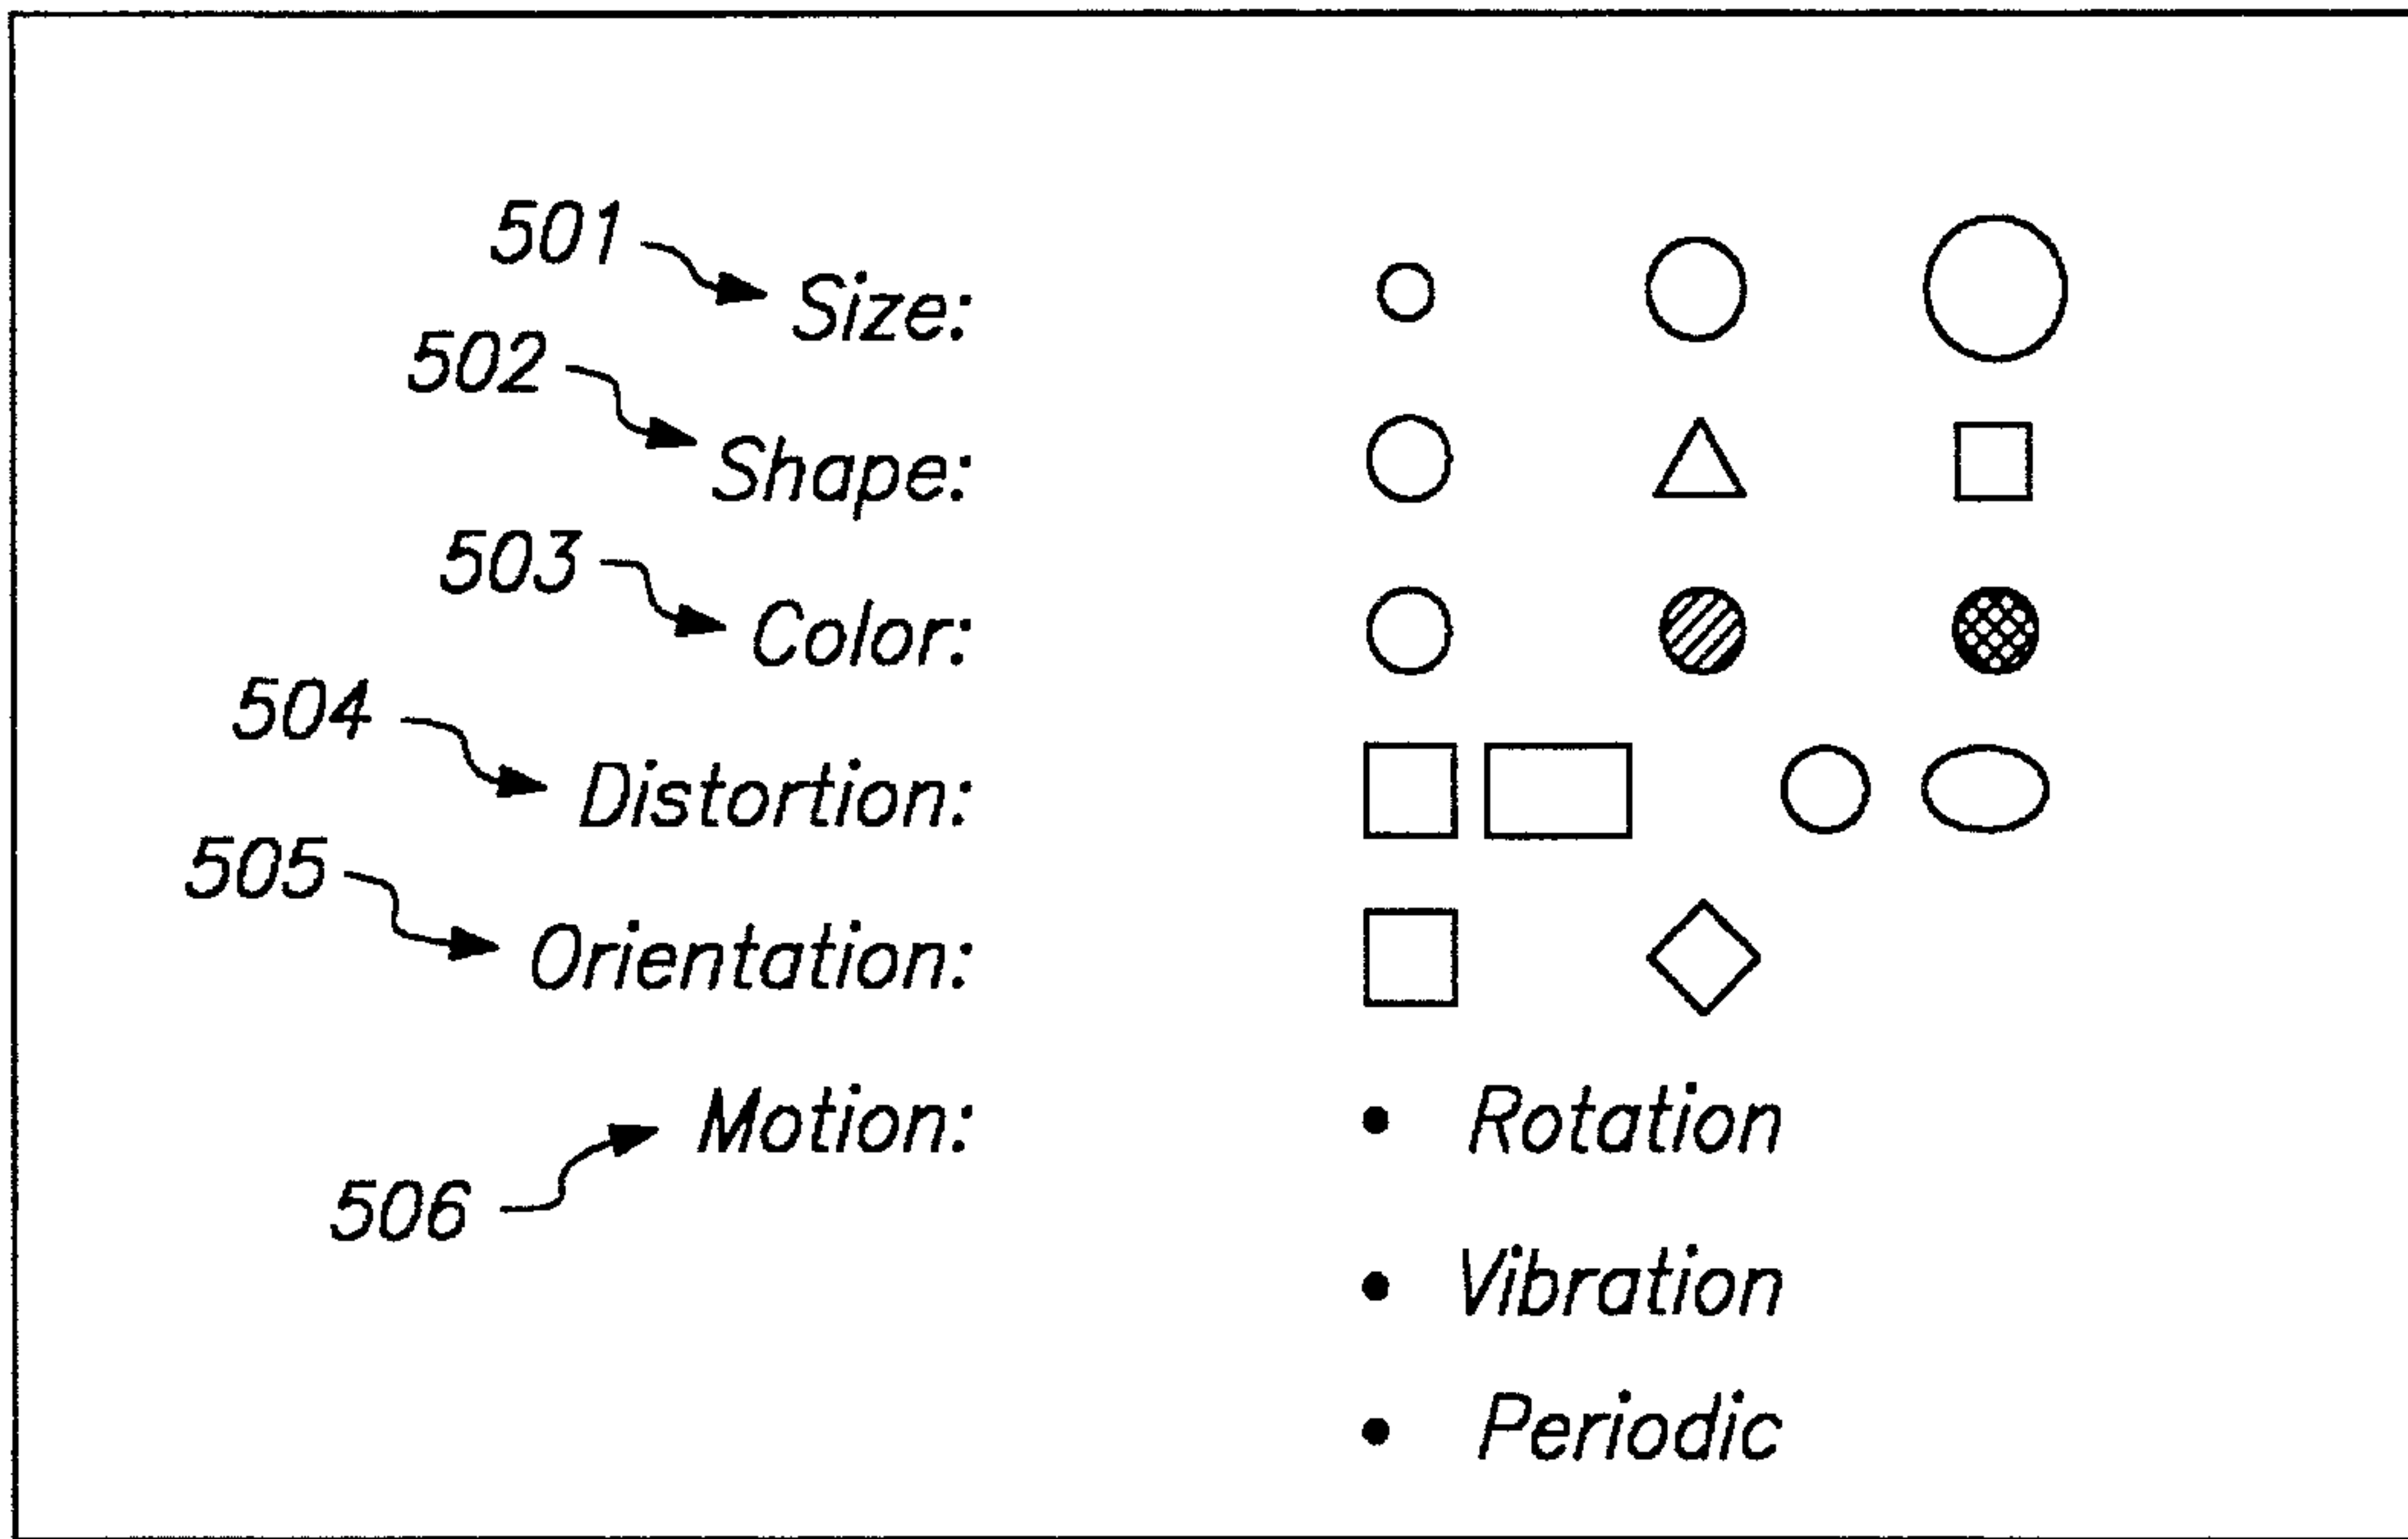 501
Size:
502
Shape:
503
Color:
504
Distortion:
505
Orientation:
Motion:
506
• Rotation
• Vibration
• Periodic